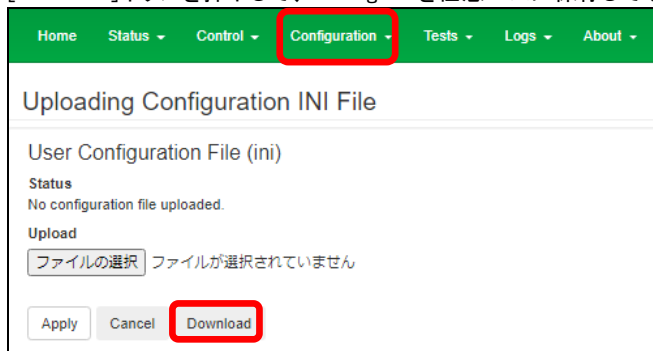 Home Status Control Configuration Tests Logs About
Uploading Configuration INI File
User Configuration File (ini)
Status
No configuration file uploaded.
Upload
ファイルの選択 ファイルが選択されていません
Apply Cancel Download